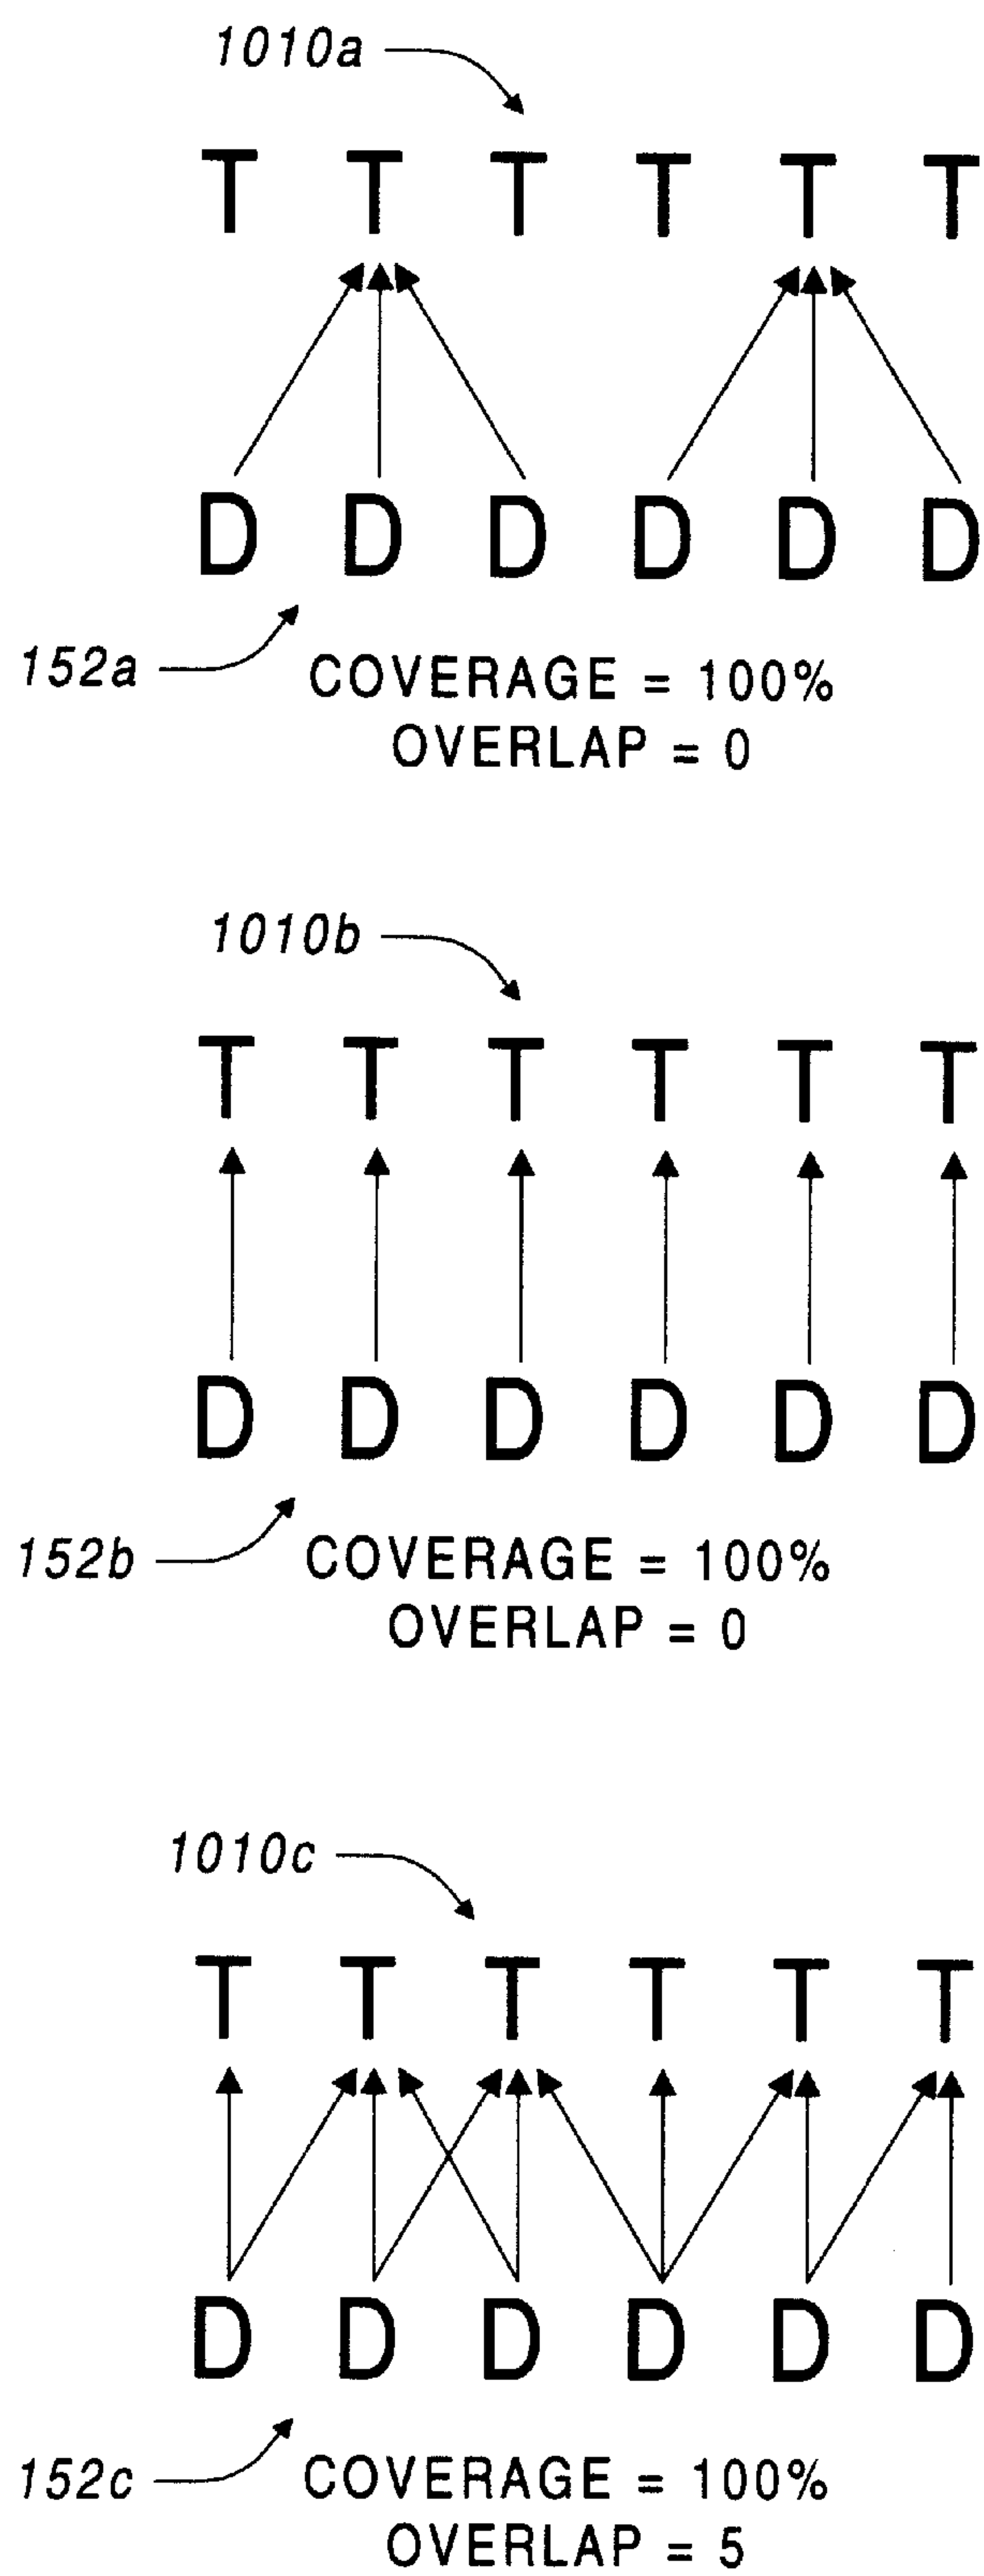 1010a
T T T T T T
D D D D D D
152a
COVERAGE = 100%
OVERLAP = 0
1010b
T T T T T T
D D D D D D
152b
COVERAGE = 100%
OVERLAP = 0
1010c
T T T T T T
D D D D D D
152c
COVERAGE = 100%
OVERLAP = 5